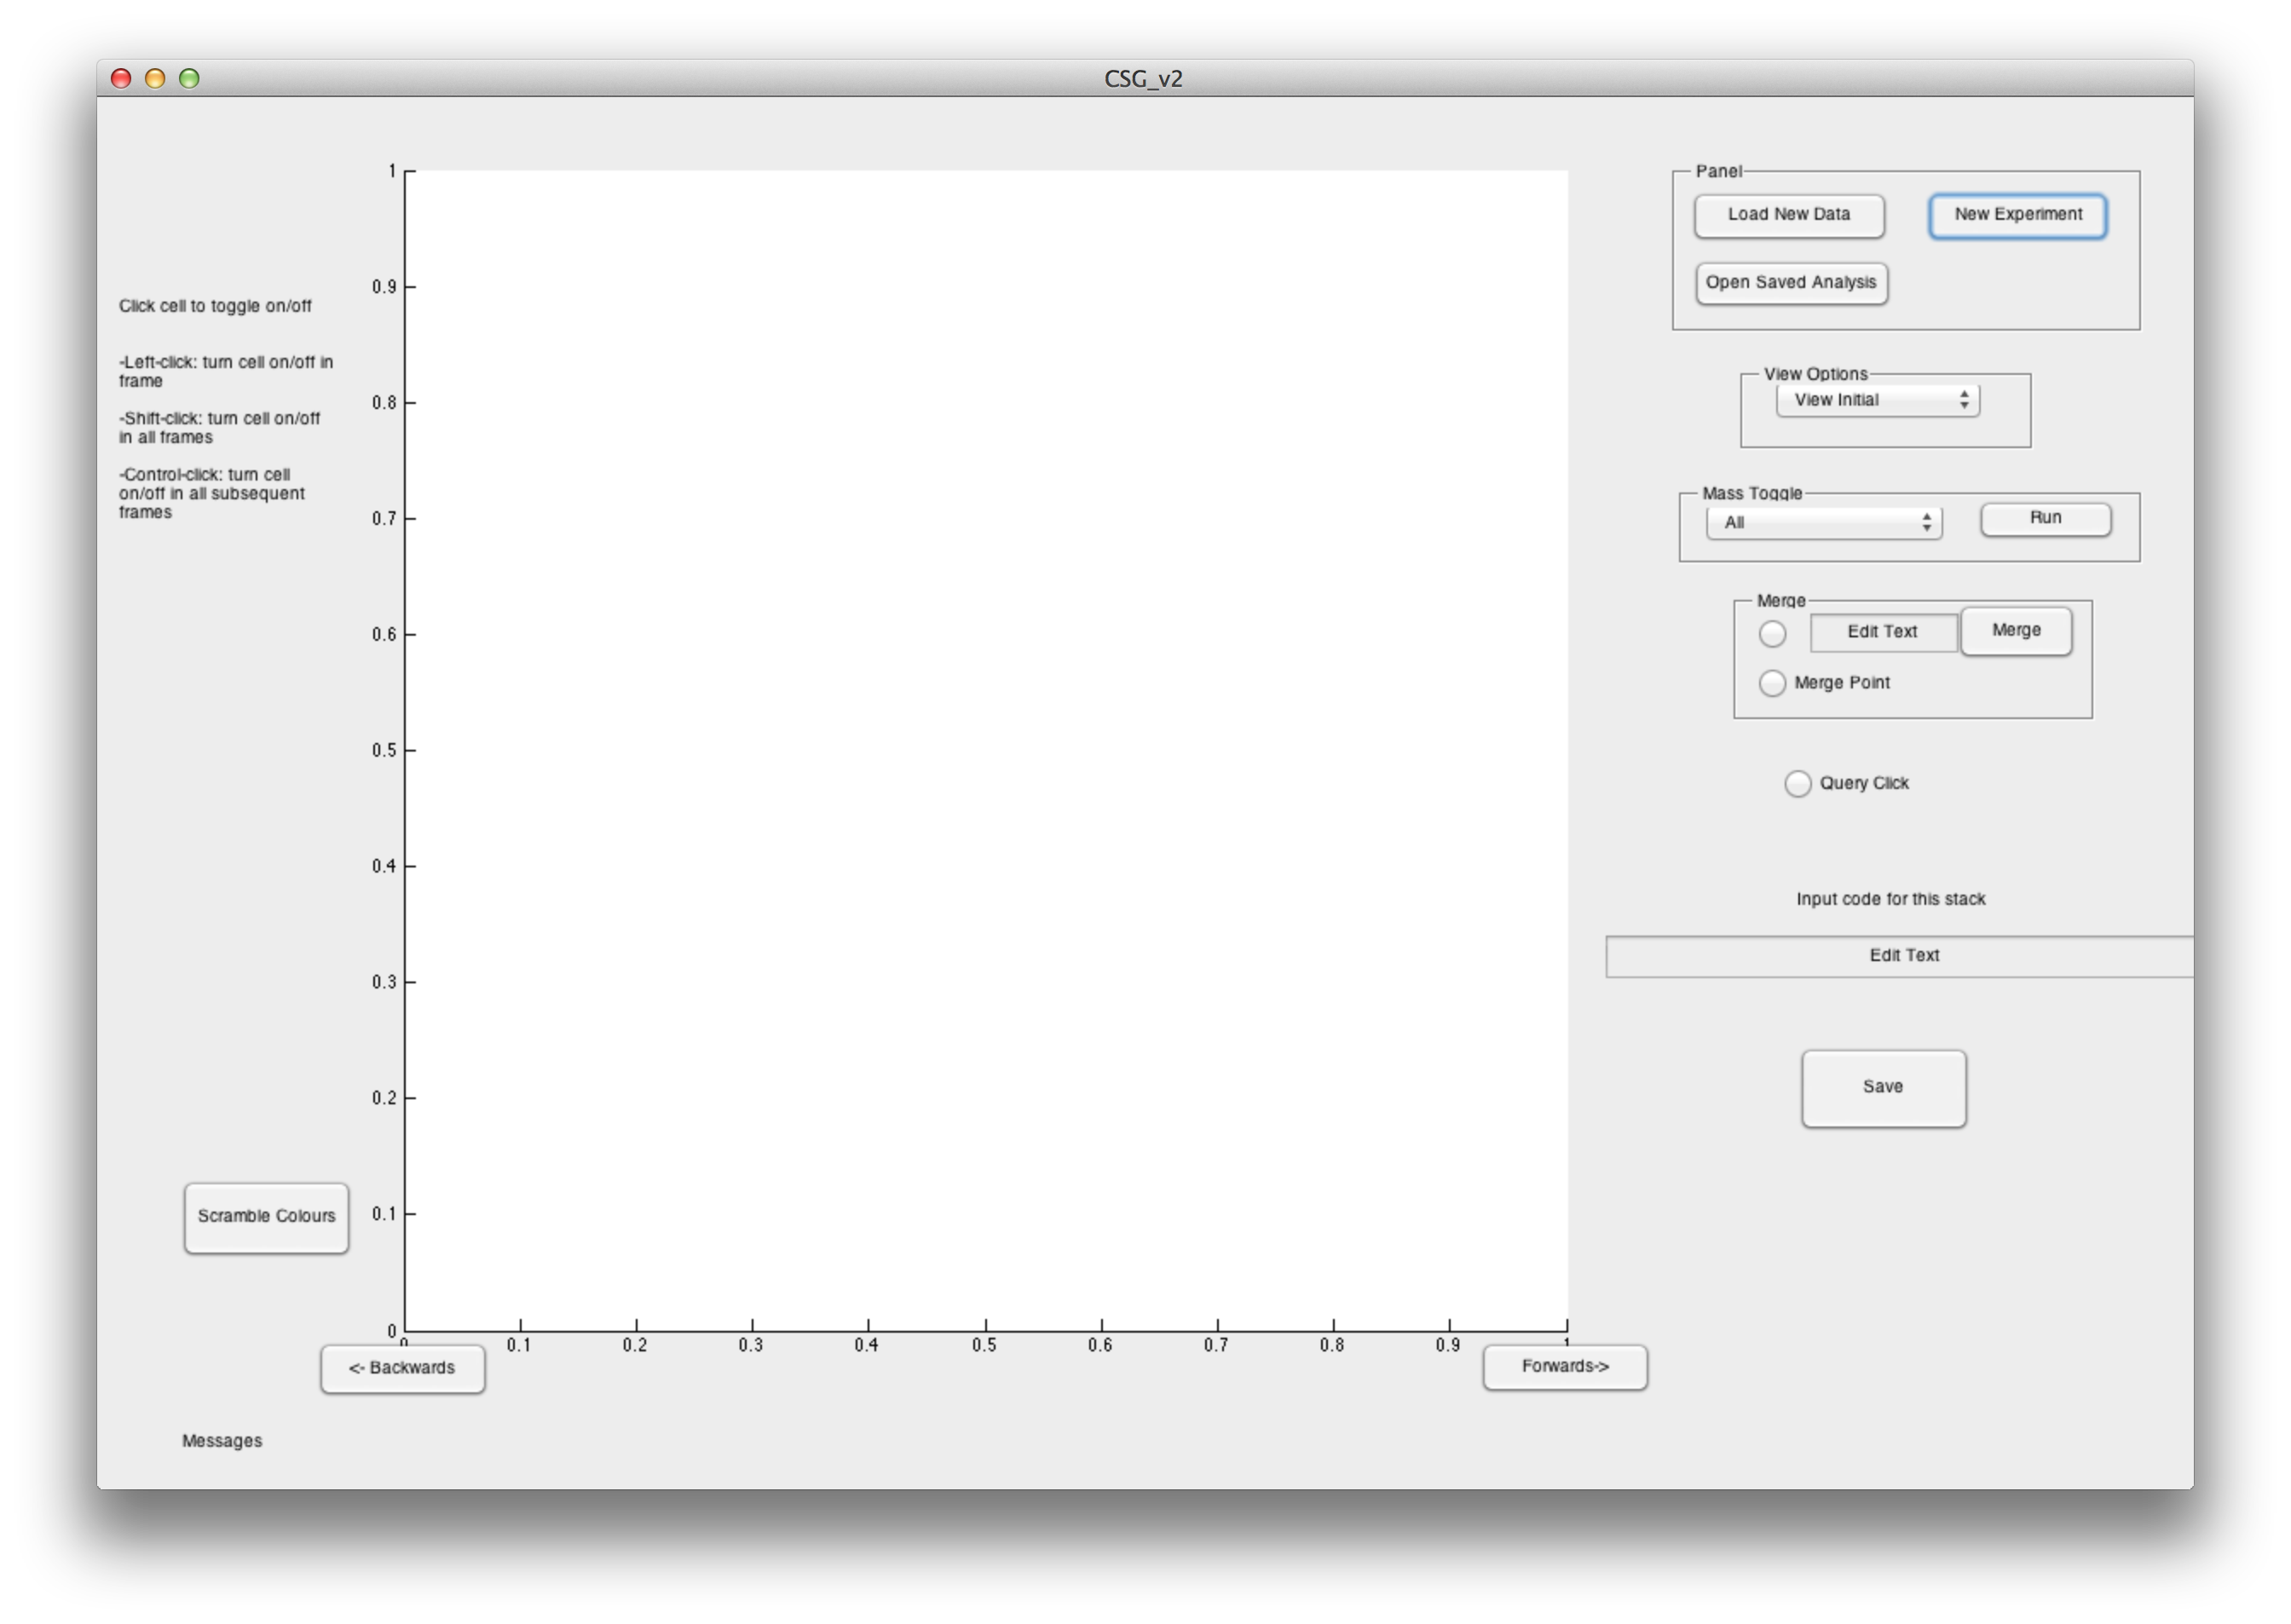 CSG_v2
Click cell to toggle on/off
-Left-click: turn cell on/off in
frame
-Shift-click: turn cell on/off
in all frames
-Control-click: turn cell
on/off in all subsequent
frames
Scramble Colours
1
0.9
0.8
0.7
0.6
0.5
0.4
0.3
0.2
0.1
0
0 0.1 0.2 0.3 0.4 0.5 0.6 0.7 0.8 0.9 1
<- Backwards
Forwards->
Messages
Panel
Load New Data
New Experiment
Open Saved Analysis
View Options
View Initial
Mass Toggle
All
Run
Merge
Edit Text
Merge
Merge Point
Query Click
Input code for this stack
Edit Text
Save